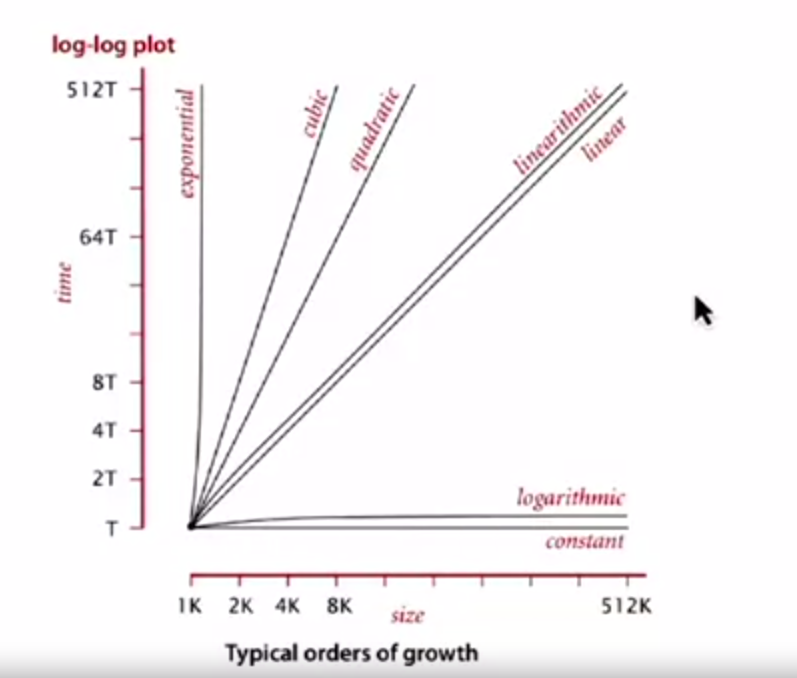 log-log plot
512T
64T
8T
4T
2T
T
time
exponential
cubic
quadratic
linearithmic
linear
logarithmic
constant
1K 2K 4K 8K 512K
size
Typical orders of growth